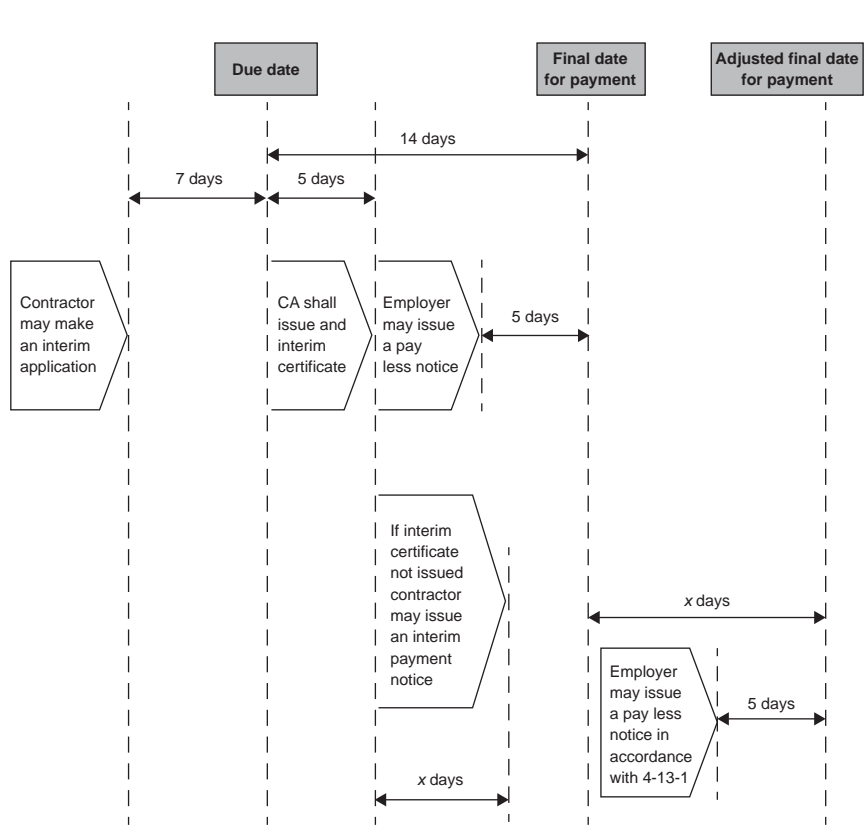 Due date
Final date
for payment
Adjusted final date
for payment
14 days
7 days
5 days
Contractor
may make
an interim
application
CA shall
issue and
interim
certificate
Employer
may issue
a pay
less notice
5 days
If interim
certificate
not issued
contractor
may issue
an interim
payment
notice
x days
Employer
may issue
a pay less
notice in
accordance
with 4-13-1
5 days
x days